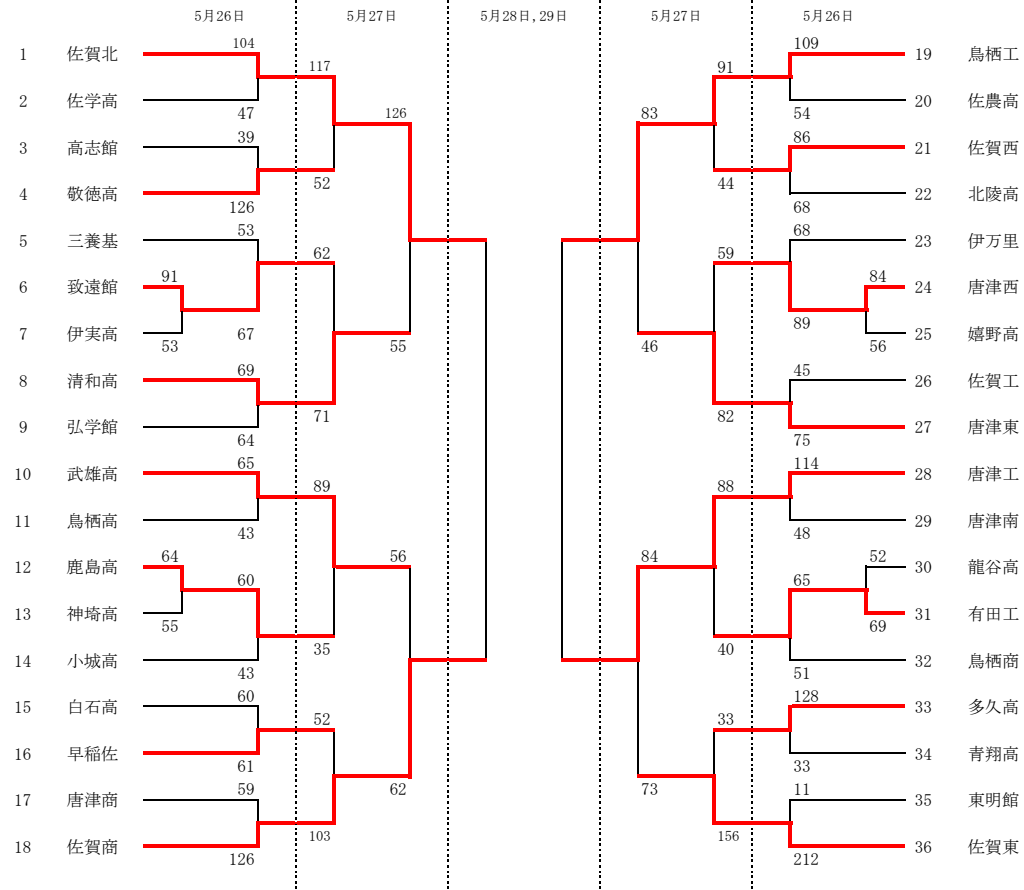 5月26日 5月27日 5月28日,29日 5月27日 5月26日
104 109
1 佐賀北 19 鳥栖工
117 91
2 佐学高 20 佐農高
47 126 83 54
39 86
3 高志館 21 佐賀西
52 44
4 敬徳高 22 北陵高
126 68
53 68
5 三養基 23 伊万里
62 59
91 84
6 致遠館 24 唐津西
89
7 伊実高 67 25 嬉野高
53 55 46 56
69 45
8 清和高 26 佐賀工
71 82
9 弘学館 27 唐津東
64 75
65 114
10 武雄高 28 唐津工
89 88
11 鳥栖高 29 唐津南
43 48
64 56 84 52
12 鹿島高 30 龍谷高
60 65
13 神埼高 31 有田工
55 69
35 40
14 小城高 32 鳥栖商
43 51
60 128
15 白石高 33 多久高
52 33
16 早稲佐 34 青翔高
61 33
59 62 73 11
17 唐津商 35 東明館
103 156
18 佐賀商 36 佐賀東
126 212